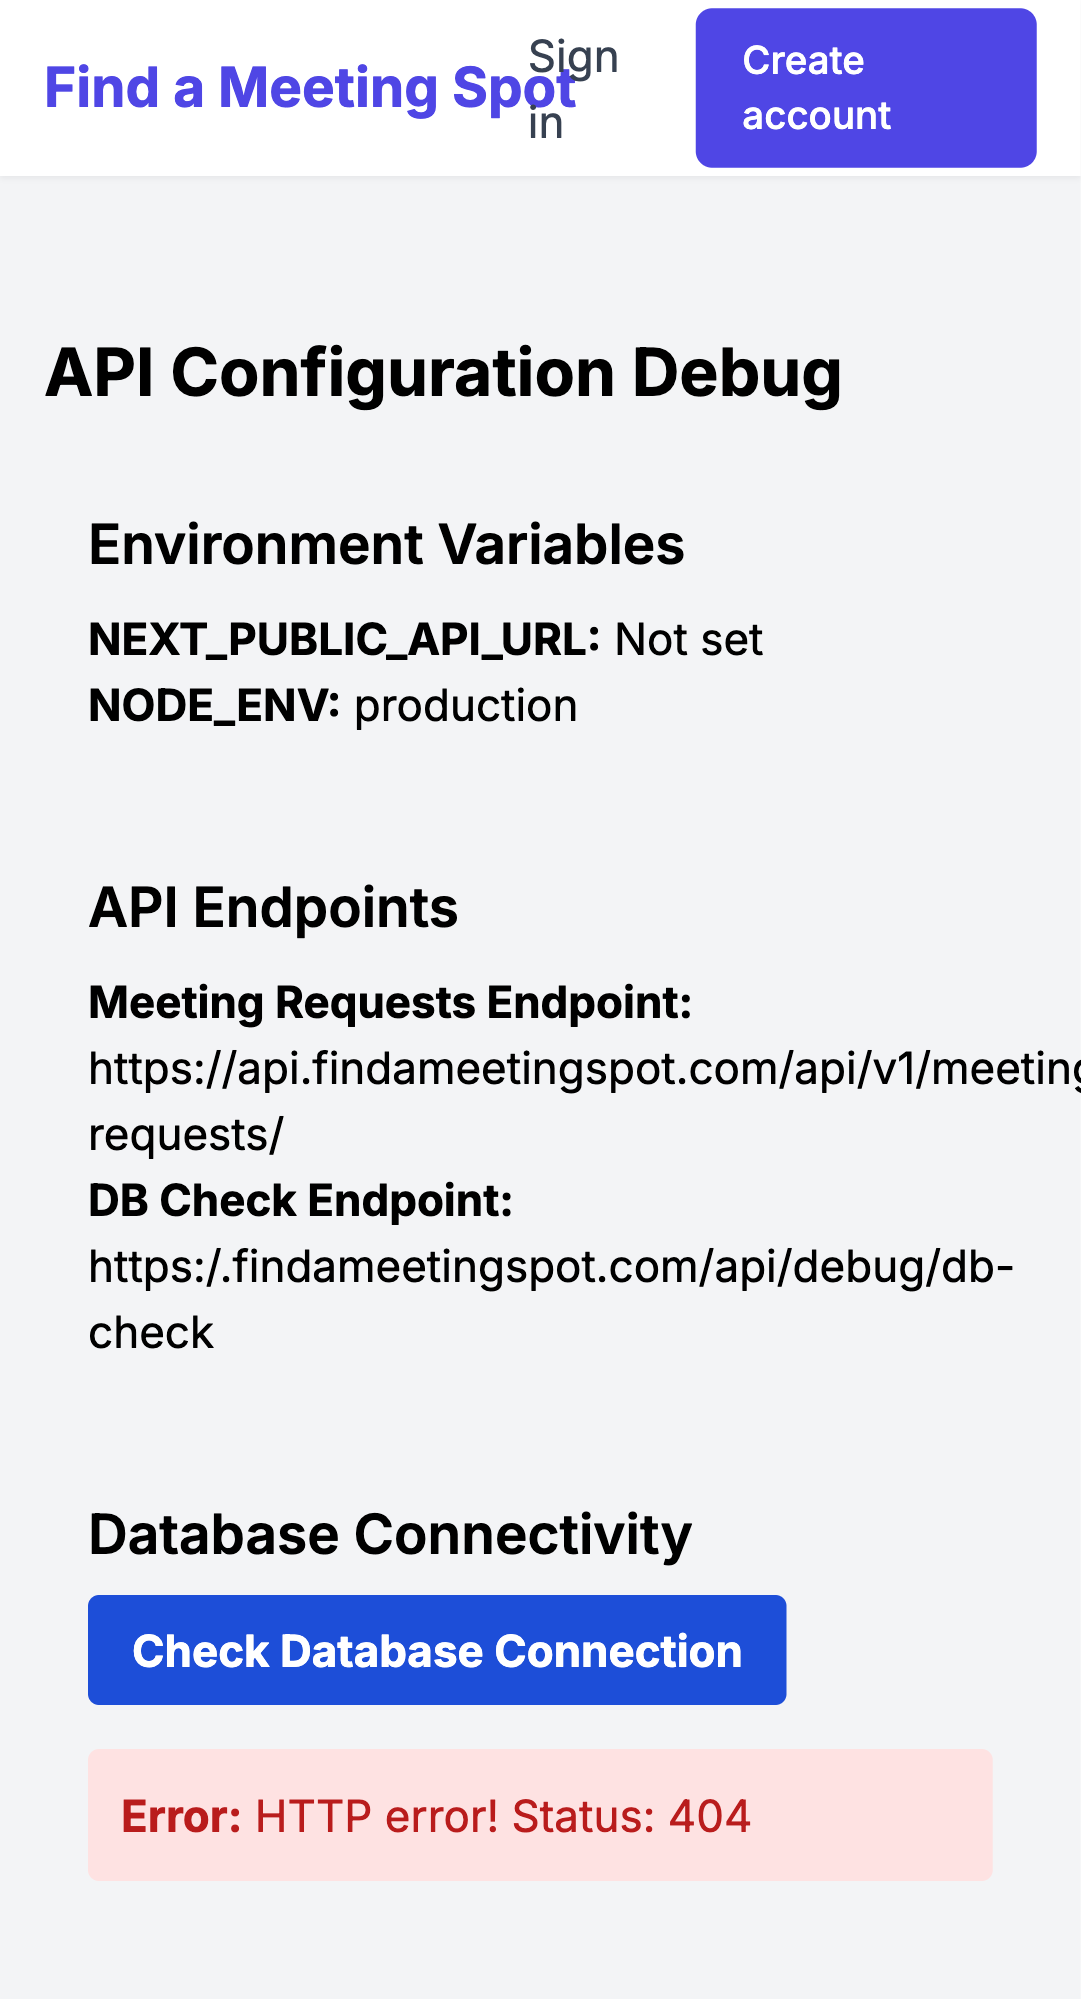 Find a Meeting Spot
Sign
in
Create
account
API Configuration Debug
Environment Variables
NEXT_PUBLIC_API_URL: Not set
NODE_ENV: production
API Endpoints
Meeting Requests Endpoint:
https://api.findameetingspot.com/api/v1/meeting
requests/
DB Check Endpoint:
https:/.findameetingspot.com/api/debug/db-
check
Database Connectivity
Check Database Connection
Error: HTTP error! Status: 404